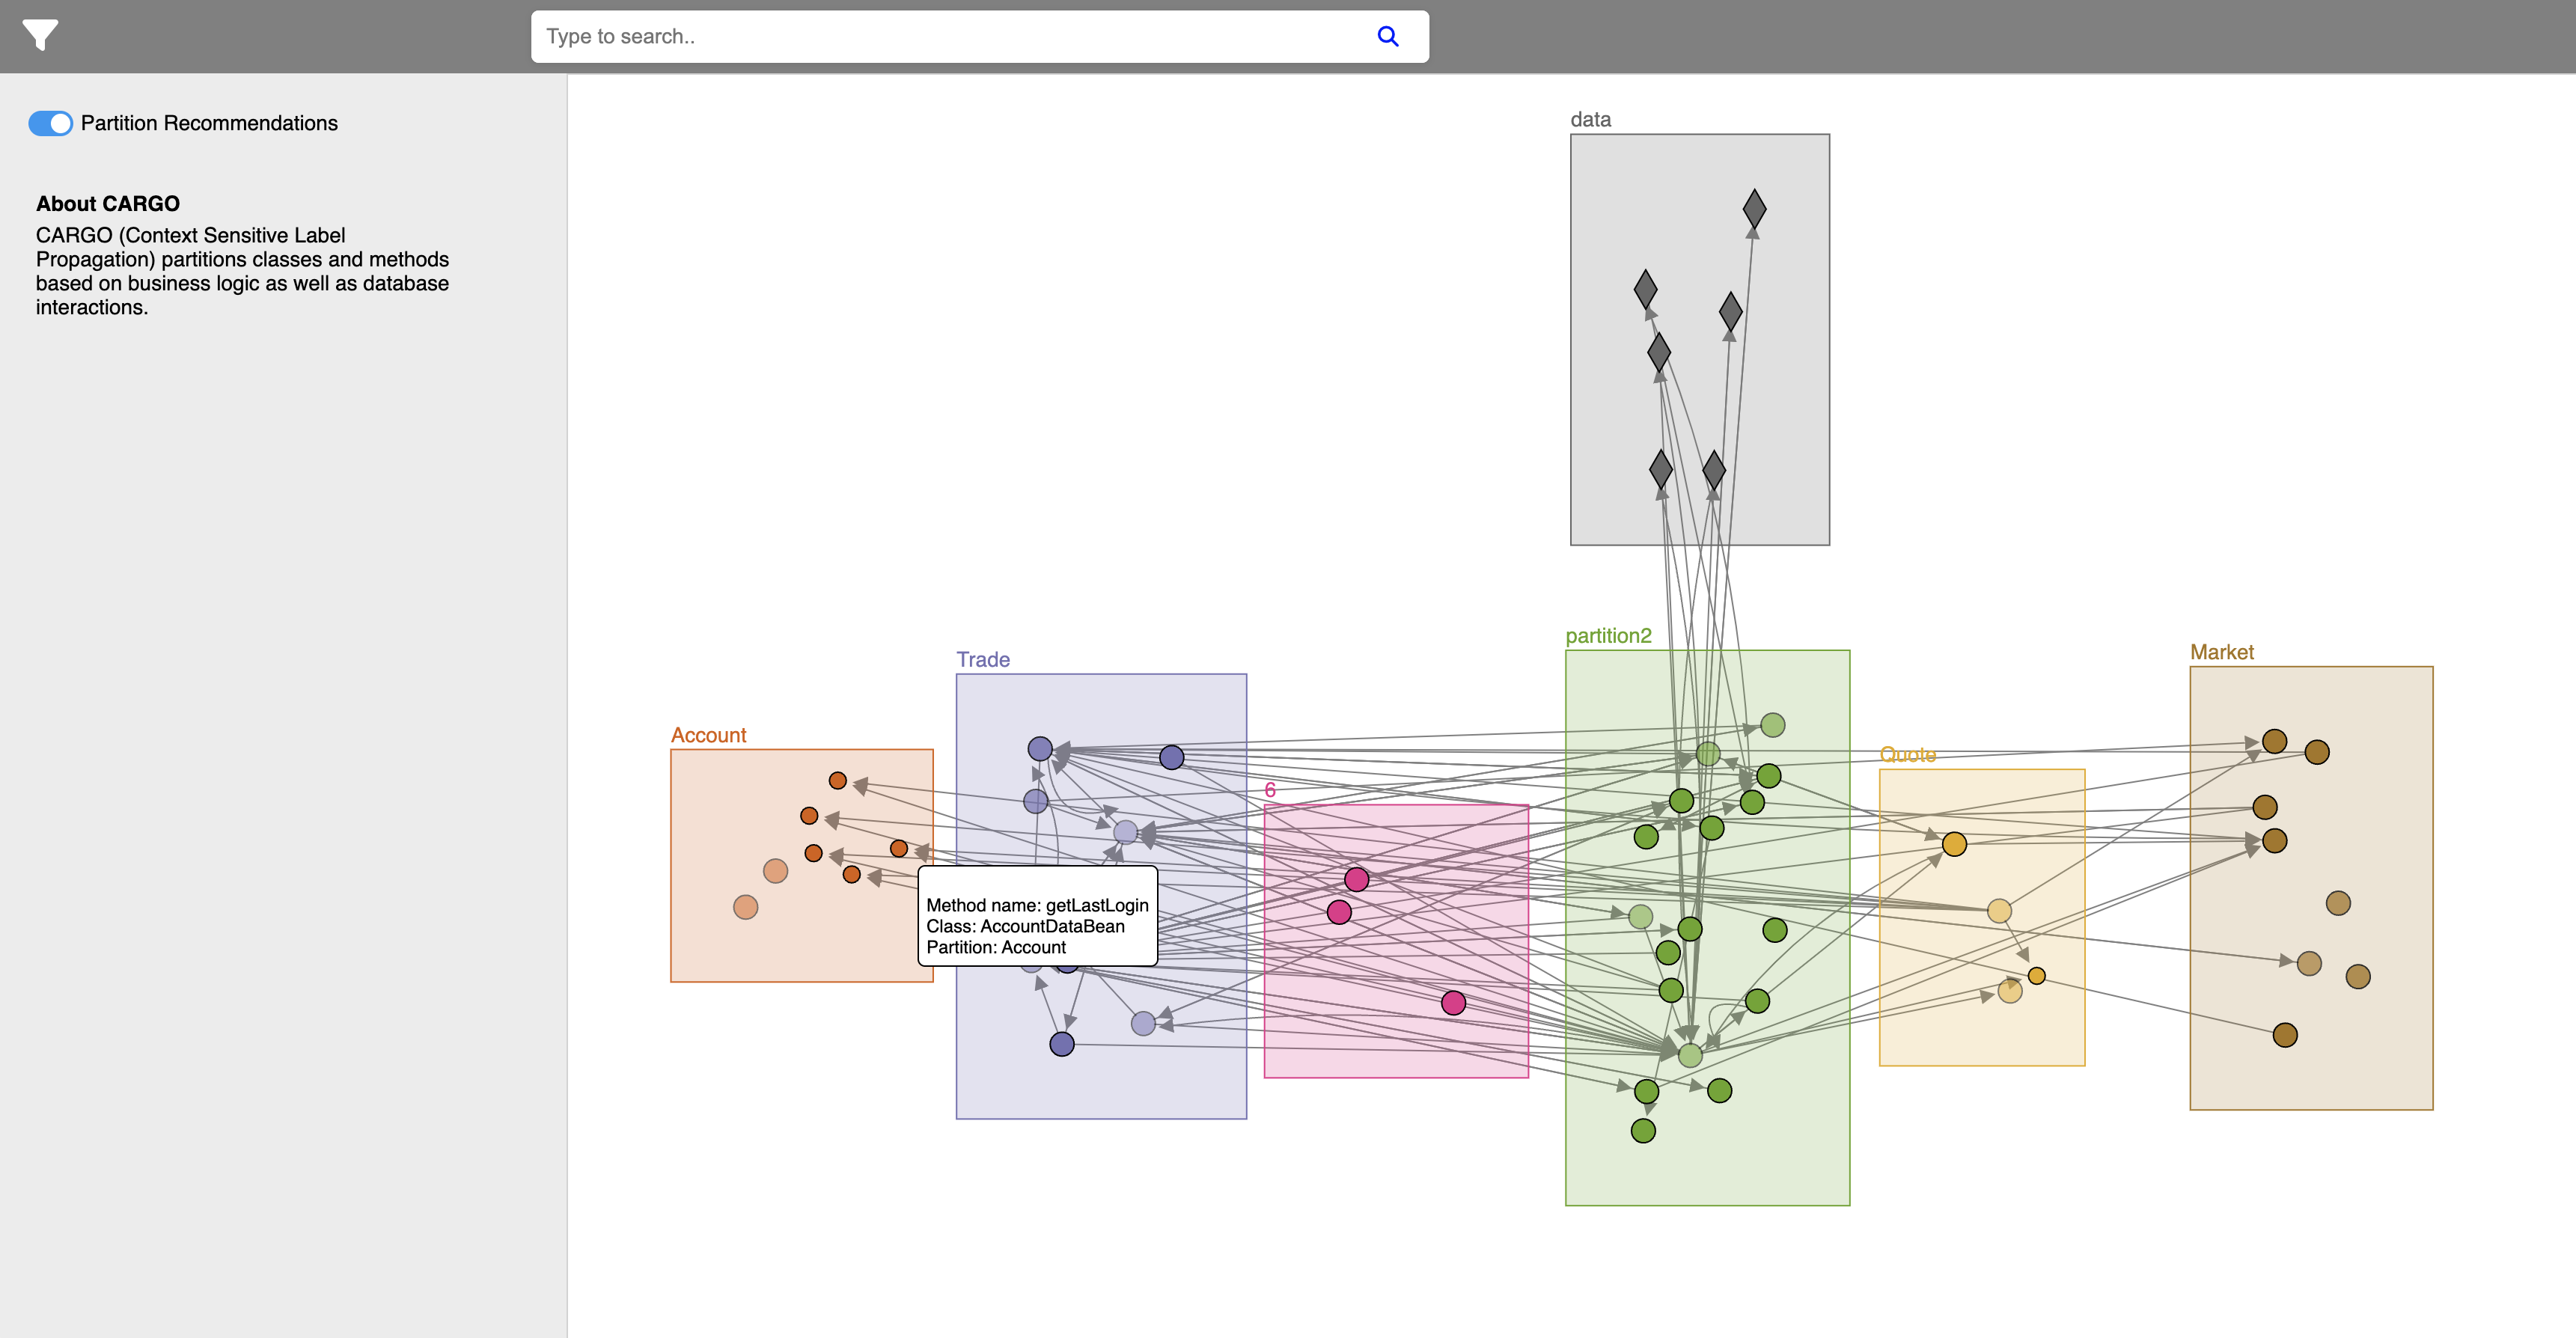 Type to search..
Partition Recommendations
About CARGO
CARGO (Context Sensitive Label
Propagation) partitions classes and methods
based on business logic as well as database
interactions.
data
partition2
Market
Trade
Account
Quote
6
Method name: getLastLogin
Class: AccountDataBean
Partition: Account